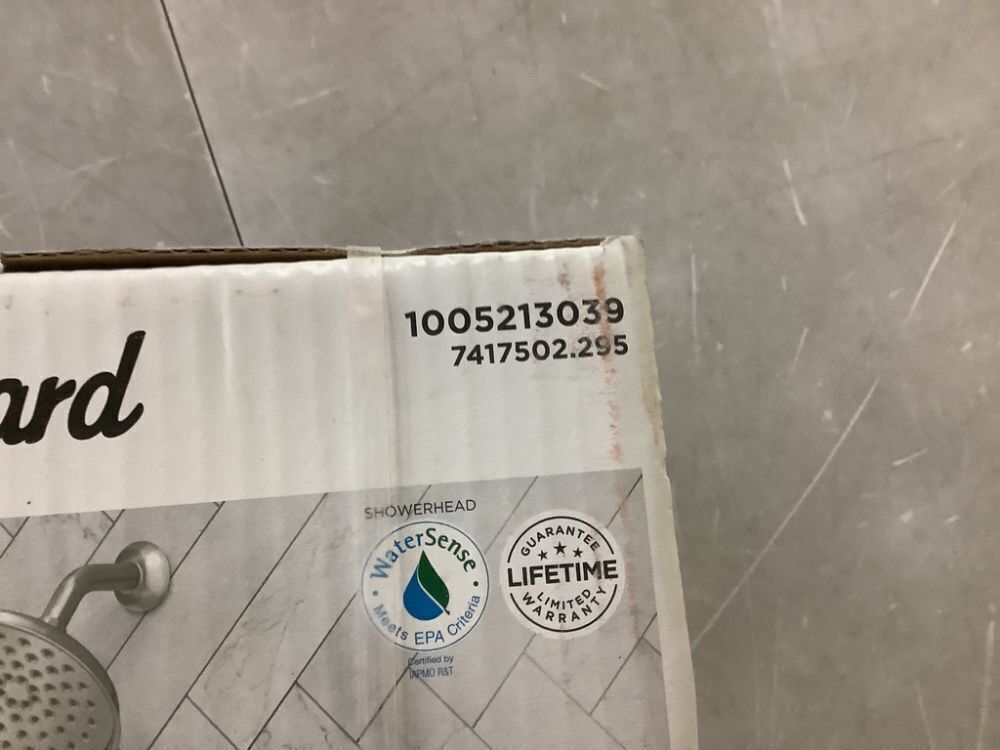 1005213039
7417502.295
ard
SHOWERHEAD
WaterSense
Meets EPA Criteria
Certified by
IAPMO R&T
GUARANTEE
LIFETIME
LIMITED
WARRANTY